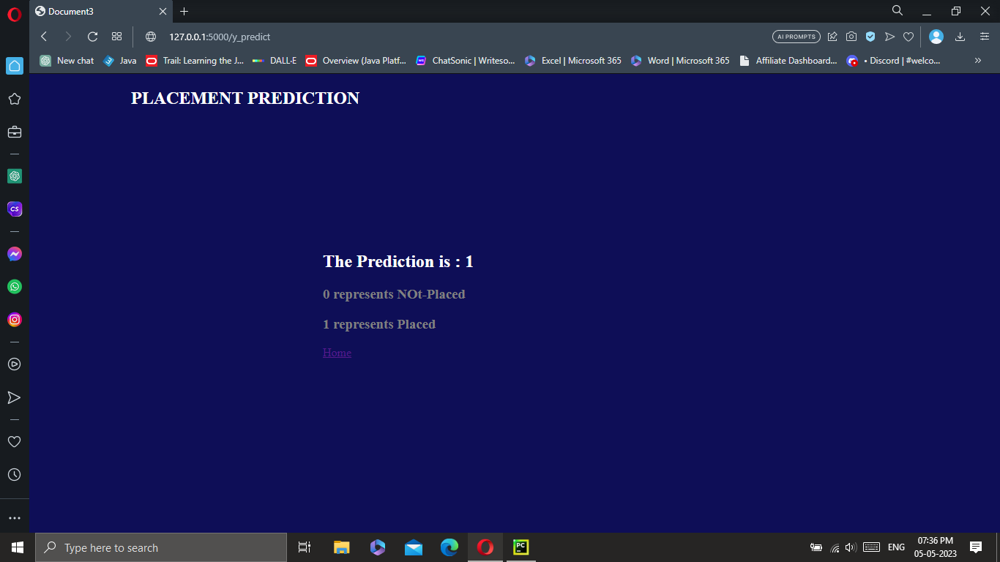 Document3
127.0.0.1:5000/y_predict
AI PROMPTS
New chat
Java
Trail: Learning the J...
DALL·E
Overview (Java Platf...
ChatSonic | Writeso...
Excel | Microsoft 365
Word | Microsoft 365
Affiliate Dashboard...
• Discord | #welco...
CS
PLACEMENT PREDICTION
The Prediction is : 1
0 represents NOt-Placed
1 represents Placed
Home
Type here to search
PC
ENG
07:36 PM
05-05-2023